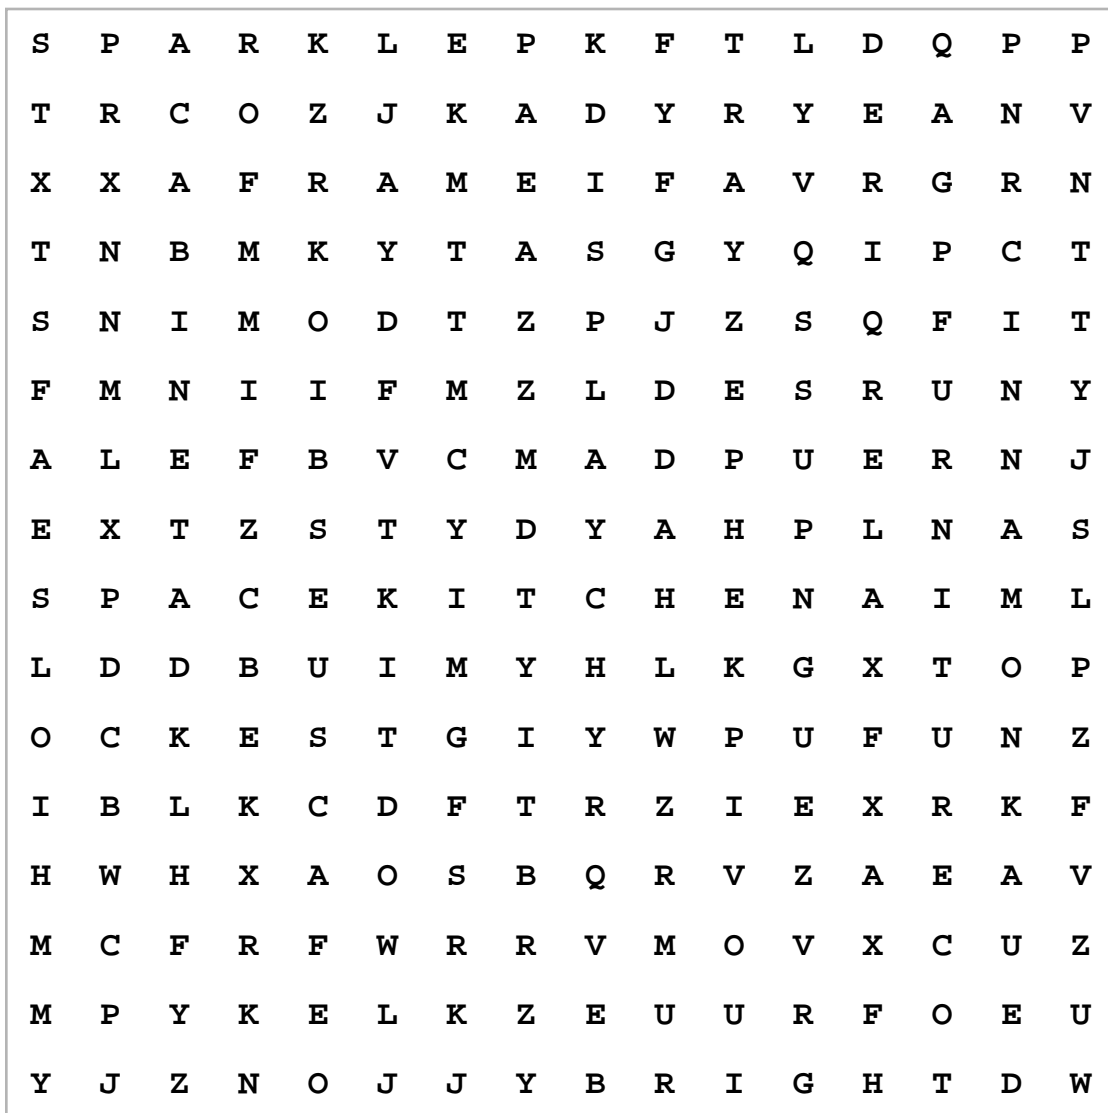 S P A R K L E P K F T L D Q P P
T R C O Z J K A D Y R Y E A N V
X X A F R A M E I F A V R G R N
T N B M K Y T A S G Y Q I P C T
S N I M O D T Z P J Z S Q F I T
F M N I I F M Z L D E S R U N Y
A L E F B V C M A D P U E R N J
E X T Z S T Y D Y A H P L N A S
S P A C E K I T C H E N A I M L
L D D B U I M Y H L K G X T O P
O C K E S T G I Y W P U F U N Z
I B L K C D F T R Z I E X R K F
H W H X A O S B Q R V Z A E A V
M C F R F W R R V M O V X C U Z
M P Y K E L K Z E U U R F O E U
Y J Z N O J J Y B R I G H T D W